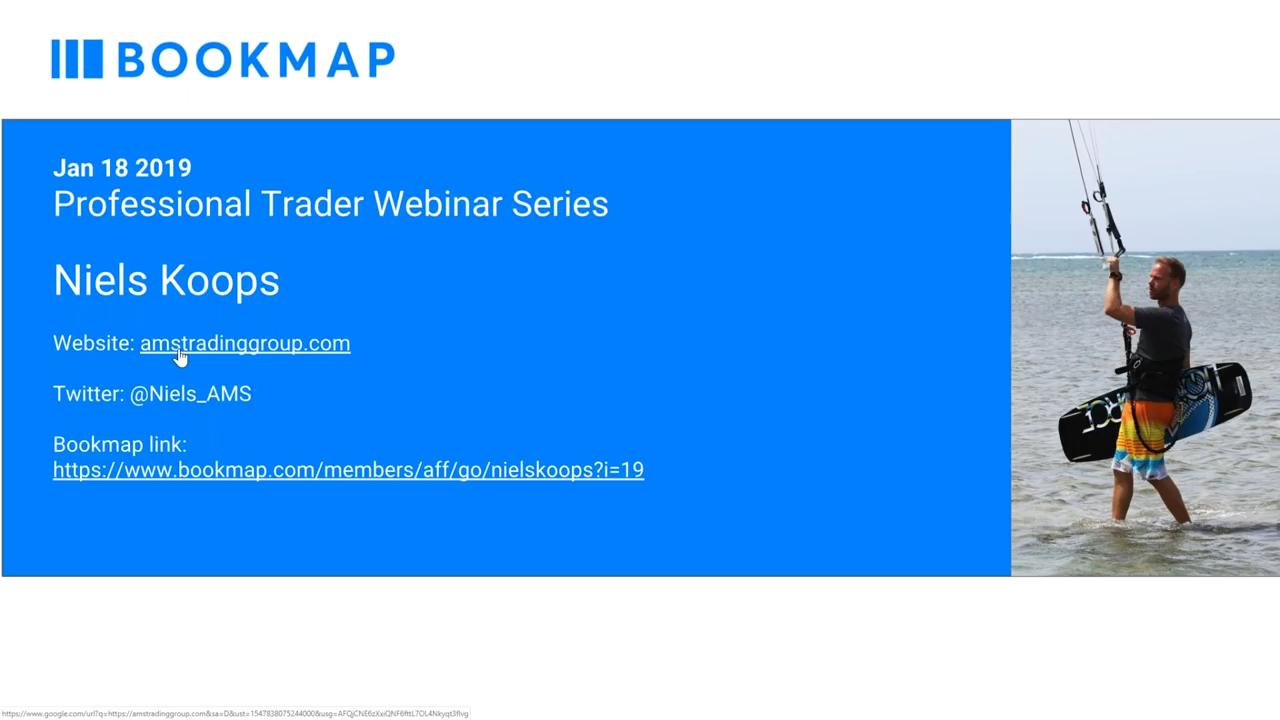 BOOKMAP
Jan 18 2019
Professional Trader Webinar Series
Niels Koops
Website: amstradinggroup.com
Twitter: @Niels_AMS
Bookmap link:
https://www.bookmap.com/members/aff/go/nielskoops?i=19